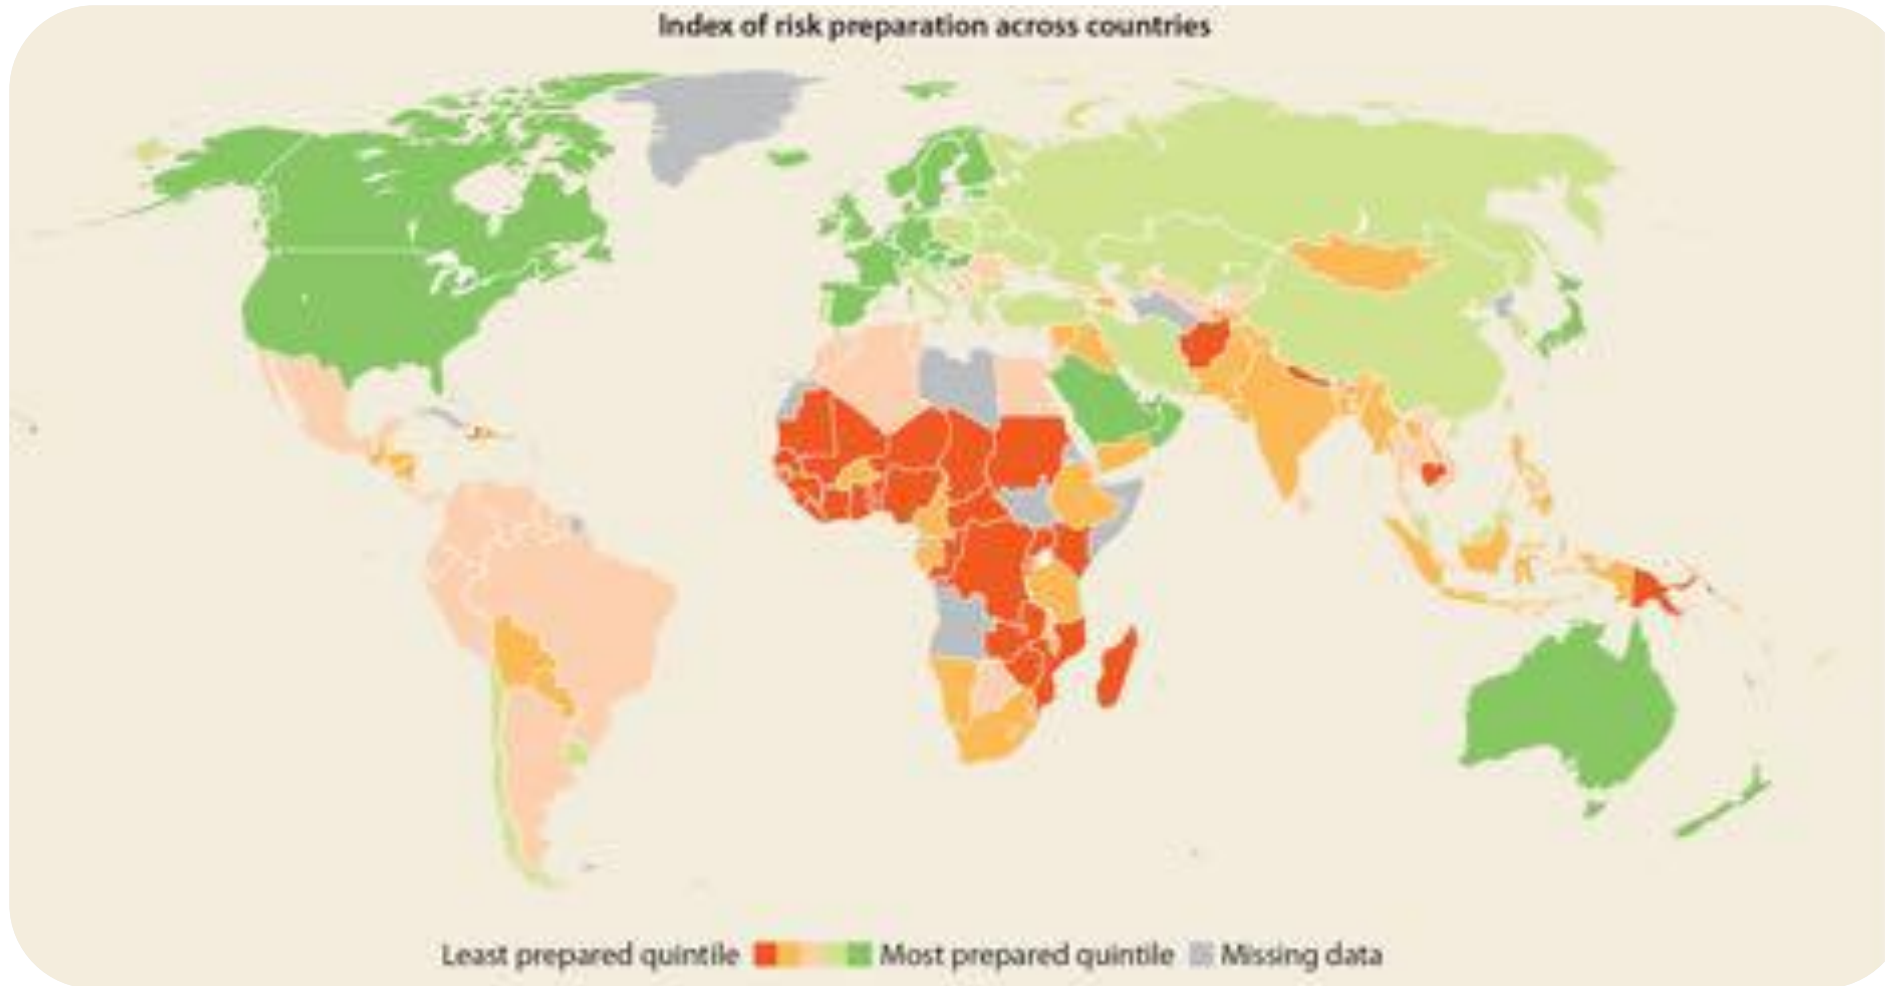 Index of risk preparation across countries
Least prepared quintile Most prepared quintile Missing data